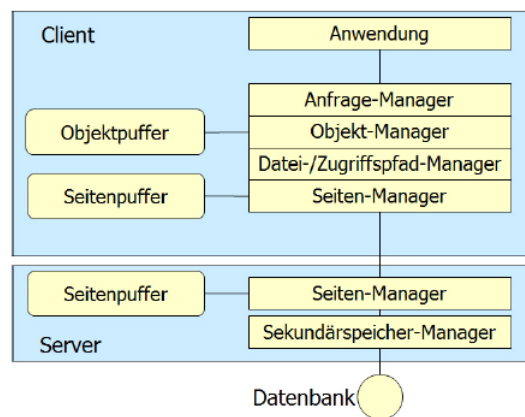 Client
Anwendung
Anfrage-Manager
Objektpuffer
Objekt-Manager
Datei-/Zugriffspfad-Manager
Seitenpuffer
Seiten-Manager
Seitenpuffer
Seiten-Manager
Sekundärspeicher-Manager
Server
Datenbank